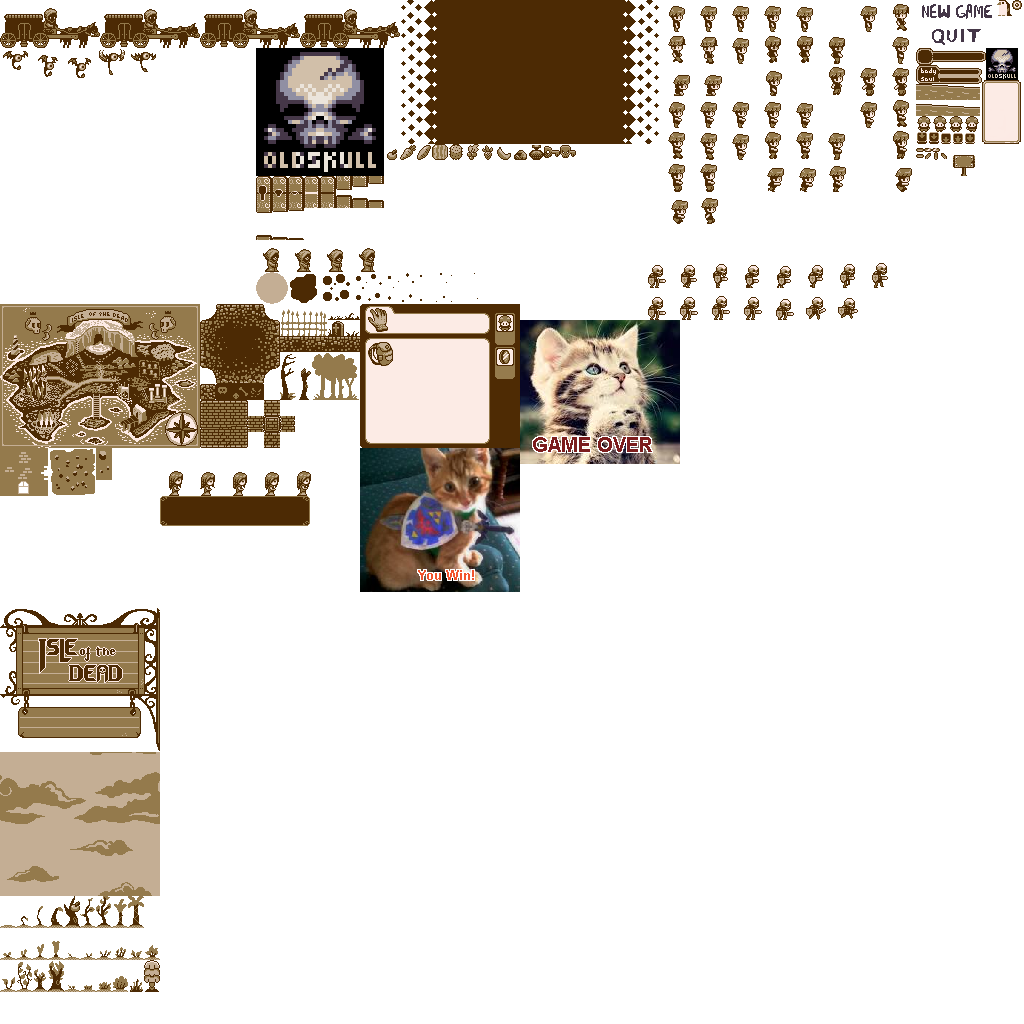 NEW GAME
QUIT
OLDSKULL
body
soul
OLDSKULL
ISLE OF THE DEAD
GAME OVER
You Win!
ISLE of the
DEAD